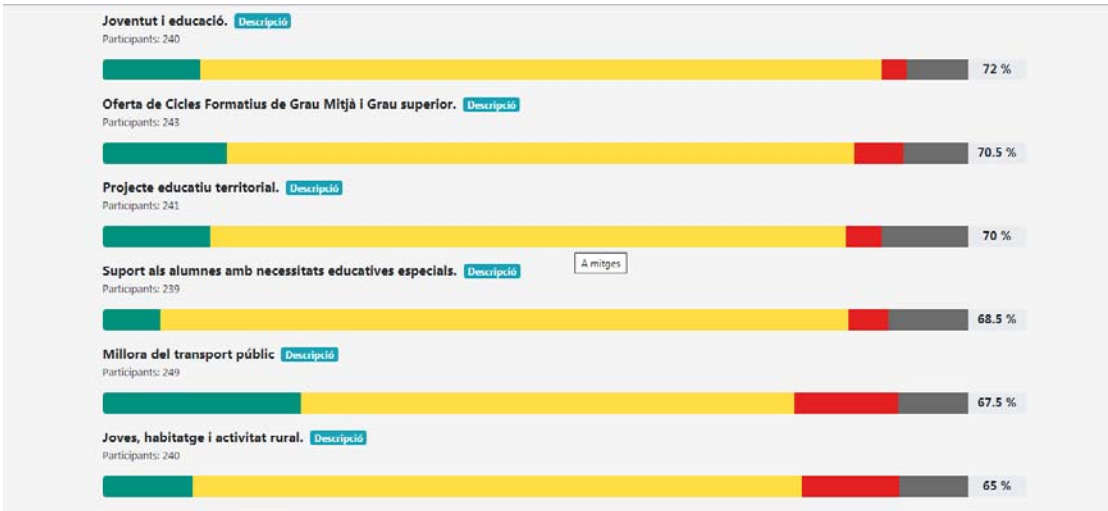 Joventut i educació. Descripció
Participants: 240
72 %
Oferta de Cicles Formatius de Grau Mitjà i Grau superior. Descripció
Participants: 243
70.5 %
Projecte educatiu territorial. Descripció
Participants: 241
70 %
A mitges
Suport als alumnes amb necessitats educatives especials. Descripció
Participants: 239
68.5 %
Millora del transport públic Descripció
Participants: 249
67.5 %
Joves, habitatge i activitat rural. Descripció
Participants: 240
65 %